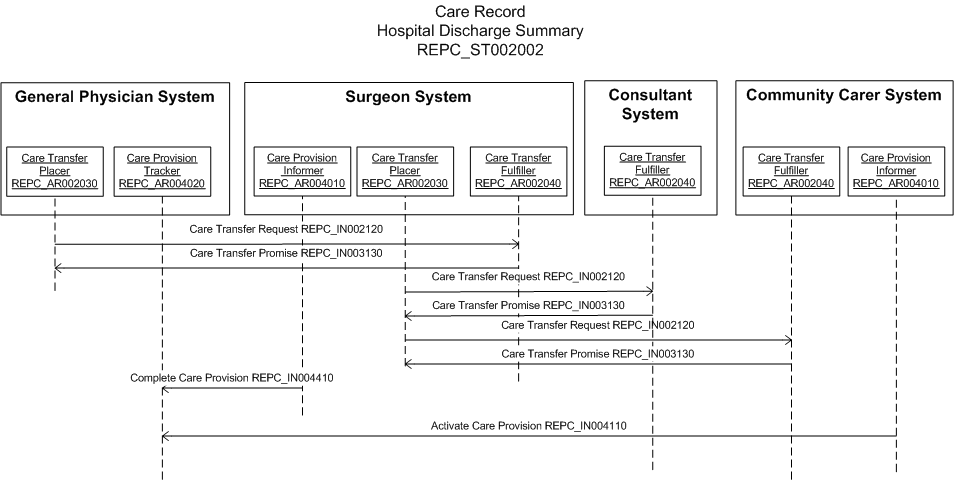 Care Record
Hospital Discharge Summary
REPC_ST002002
General Physician System
Surgeon System
Consultant
System
Community Carer System
Care Transfer
Placer
REPC_AR002030
Care Provision
Tracker
REPC_AR004020
Care Provision
Informer
REPC_AR004010
Care Transfer
Placer
REPC_AR002030
Care Transfer
Fulfiller
REPC_AR002040
Care Transfer
Fulfiller
REPC_AR002040
Care Transfer
Fulfiller
REPC_AR002040
Care Provision
Informer
REPC_AR004010
Care Transfer Request REPC_IN002120
Care Transfer Promise REPC_IN003130
Care Transfer Request REPC_IN002120
Care Transfer Promise REPC_IN003130
Care Transfer Request REPC_IN002120
Care Transfer Promise REPC_IN003130
Complete Care Provision REPC_IN004410
Activate Care Provision REPC_IN004110